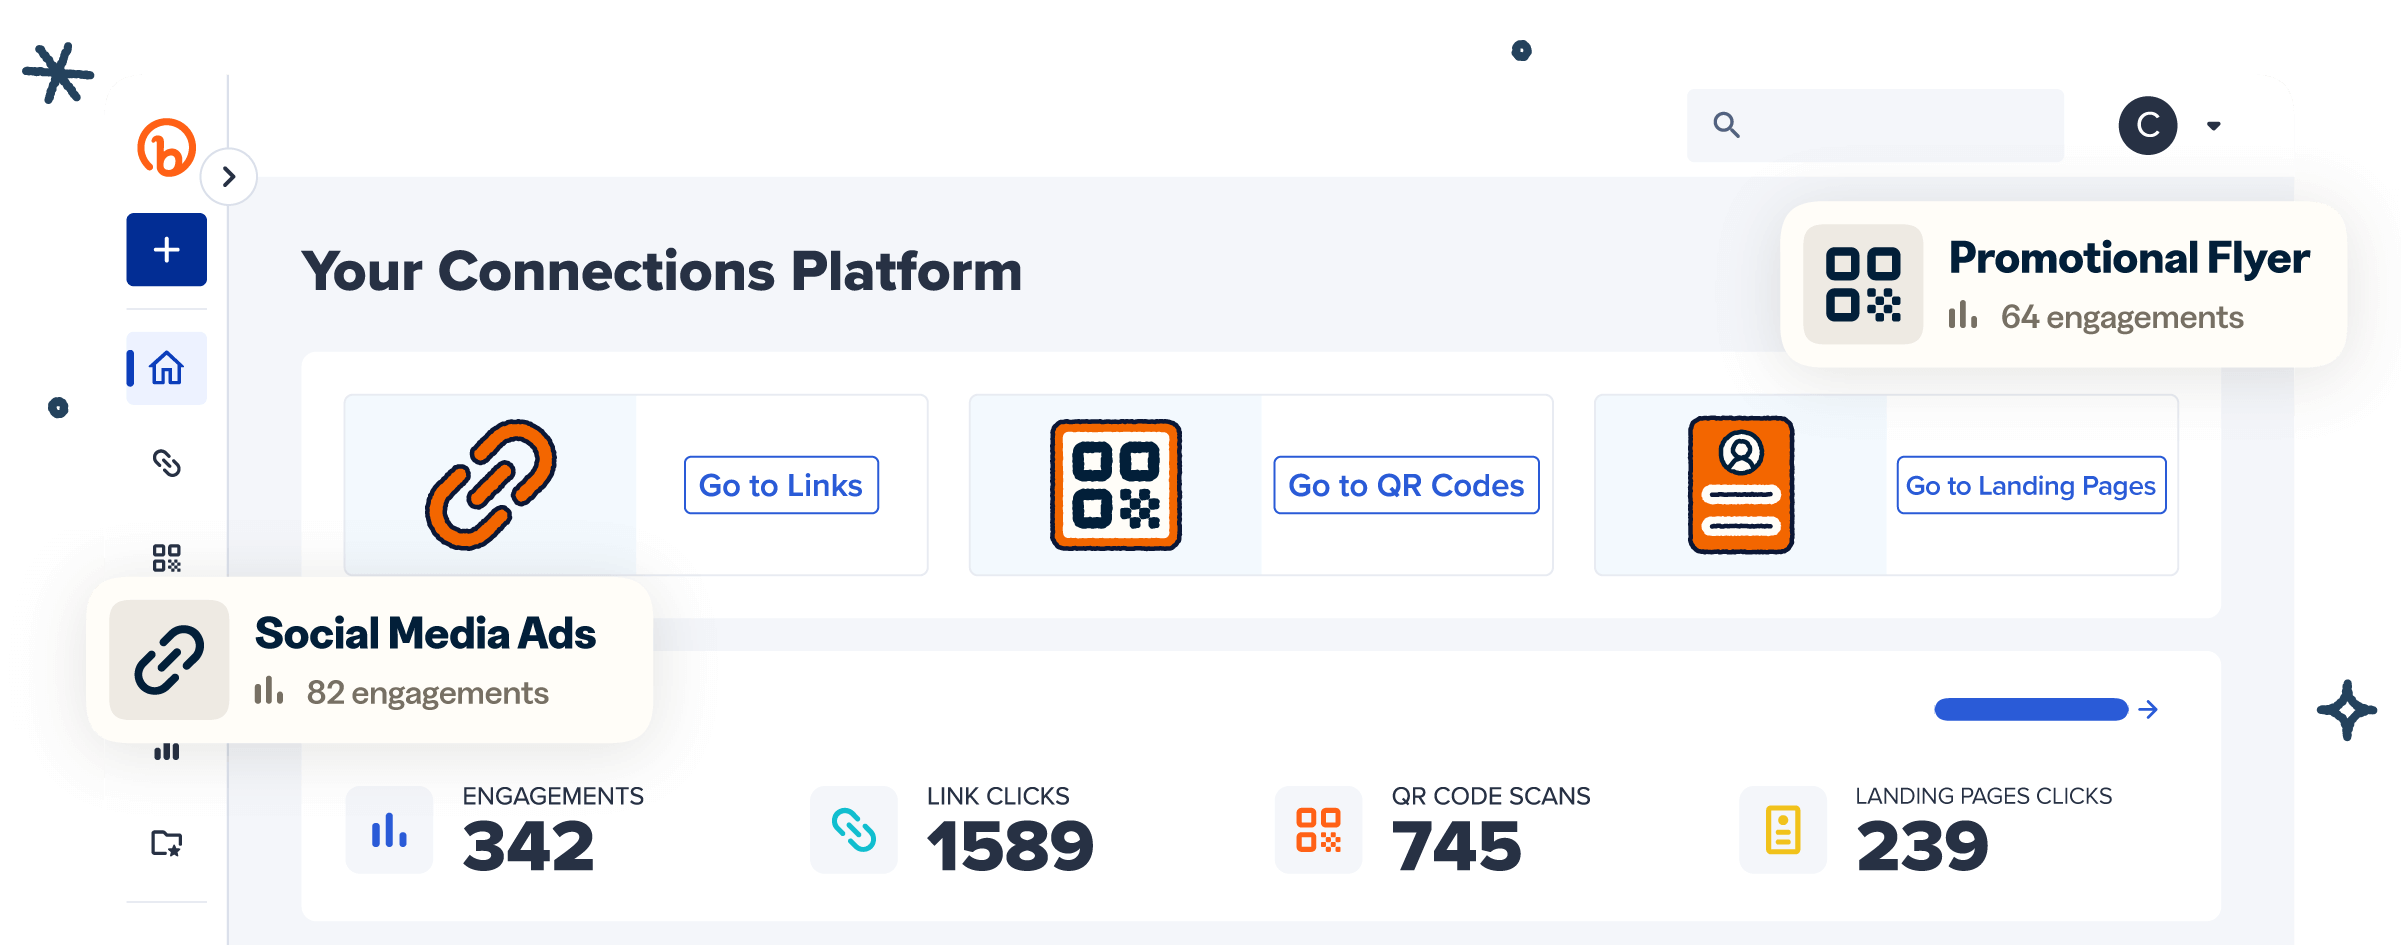 C
Your Connections Platform
Promotional Flyer
64 engagements
Go to Links
Go to QR Codes
Go to Landing Pages
Social Media Ads
82 engagements
ENGAGEMENTS
342
LINK CLICKS
1589
QR CODE SCANS
745
LANDING PAGES CLICKS
239